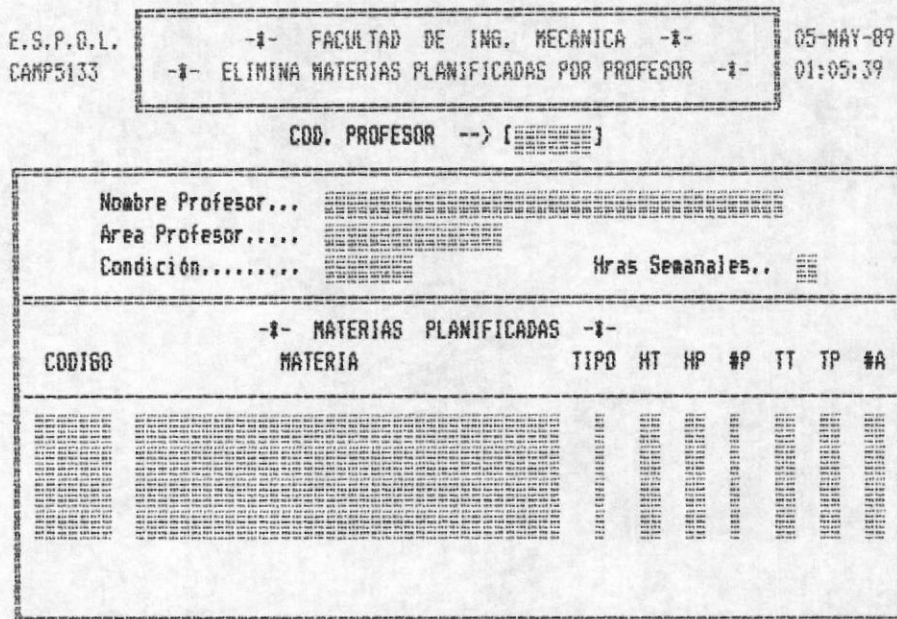 E.S.P.O.L. -*- FACULTAD DE ING. MECANICA -*- 05-MAY-89
CAMP5133 -*- ELIMINA MATERIAS PLANIFICADAS POR PROFESOR -*- 01:05:39
COD. PROFESOR --> [ ]
Nombre Profesor...
Area Profesor.....
Condición......... Hras Semanales..
-*- MATERIAS PLANIFICADAS -*-
CODIGO MATERIA TIPO HT HP #P TT TP #A